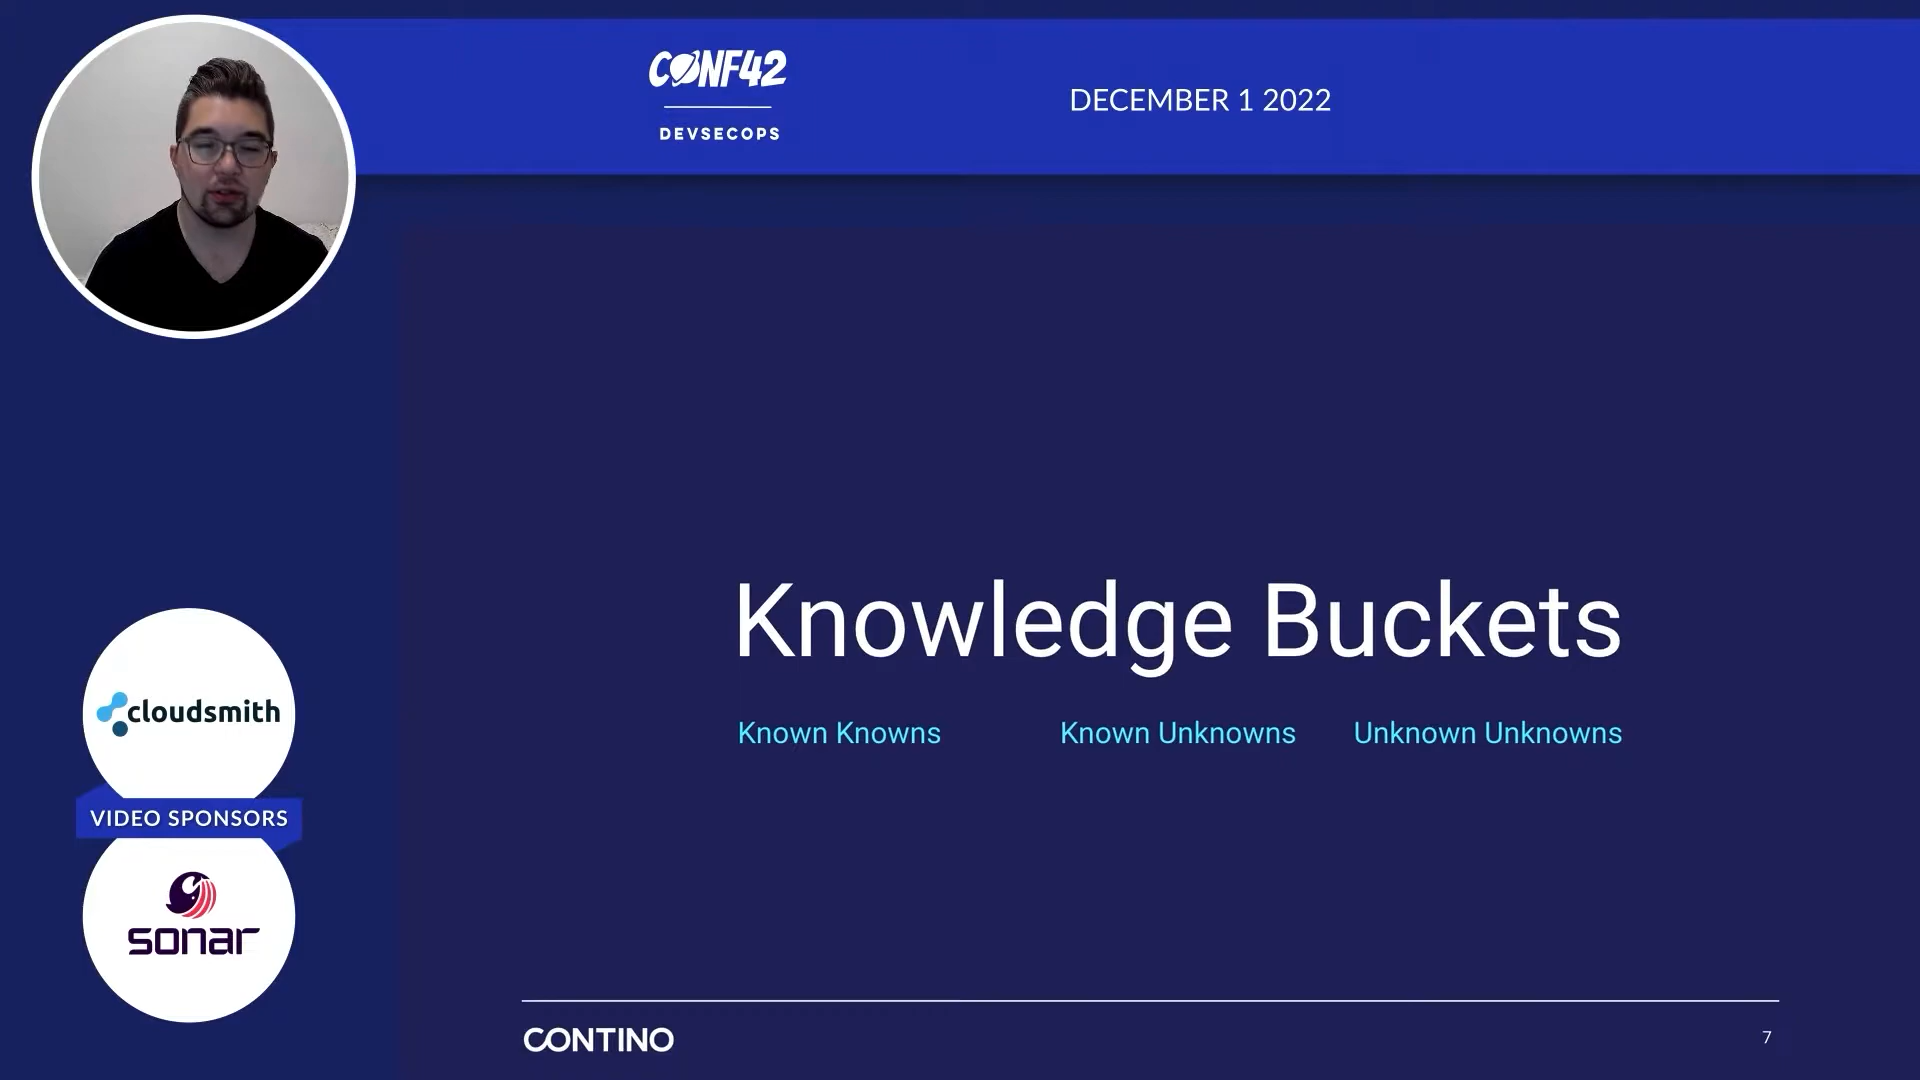 CONF42
DEVSECOPS
DECEMBER 1 2022
Knowledge Buckets
Known Knowns
Known Unknowns
Unknown Unknowns
cloudsmith
VIDEO SPONSORS
sonar
CONTINO
7